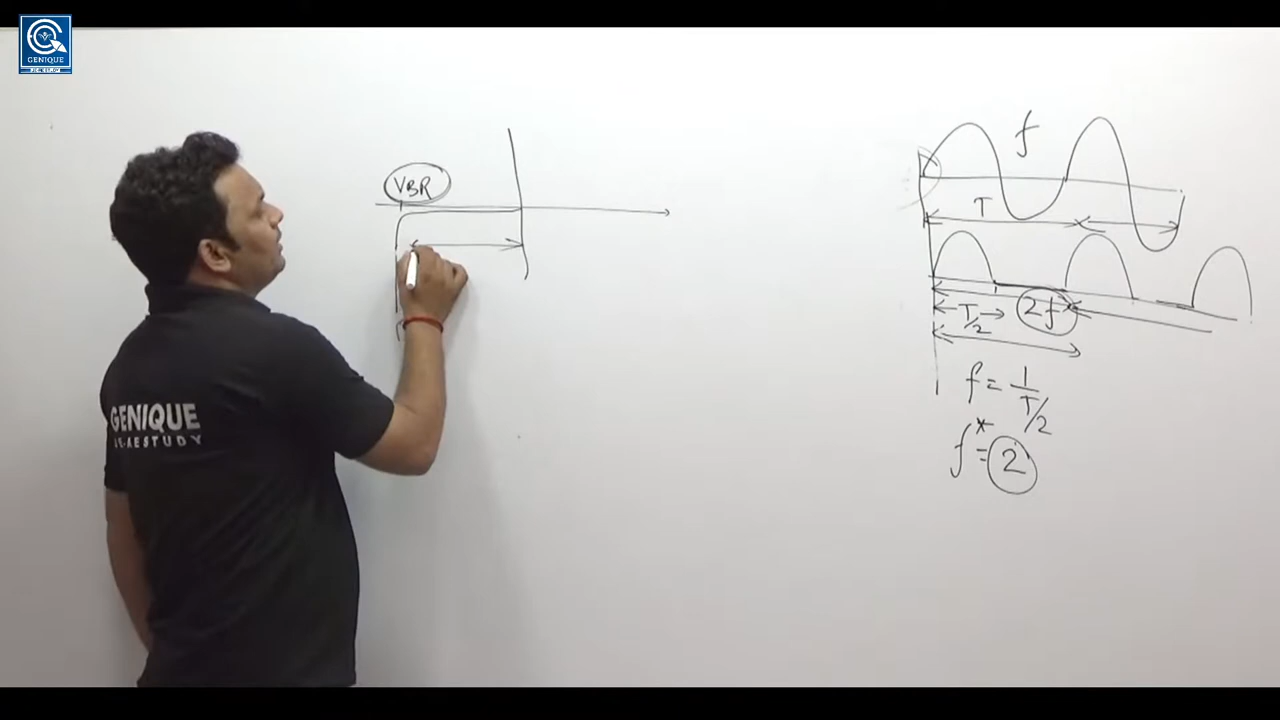 GENIQUE
VBR
f
T
T/2
2f
f = 1/T/2
f* = 2
GENIQUE